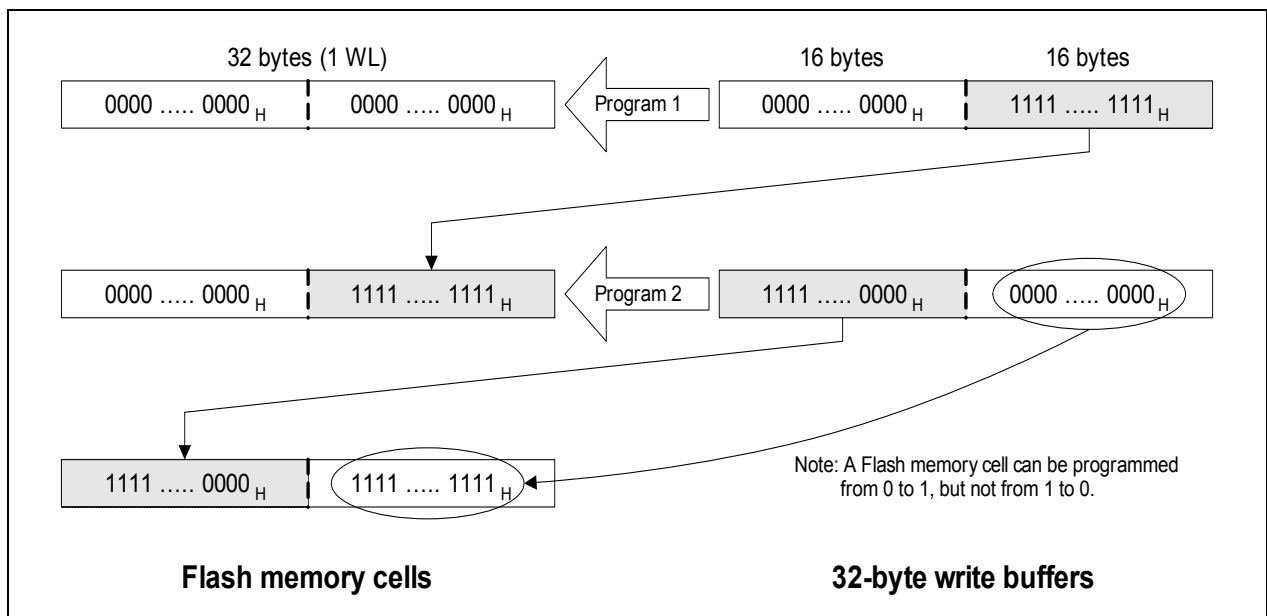 32 bytes (1 WL)
16 bytes
16 bytes
0000 ..... 0000 H
0000 ..... 0000 H
Program 1
0000 ..... 0000 H
1111 ..... 1111 H
0000 ..... 0000 H
1111 ..... 1111 H
Program 2
1111 ..... 0000 H
0000 ..... 0000 H
1111 ..... 0000 H
1111 ..... 1111 H
Note: A Flash memory cell can be programmed
from 0 to 1, but not from 1 to 0.
Flash memory cells
32-byte write buffers